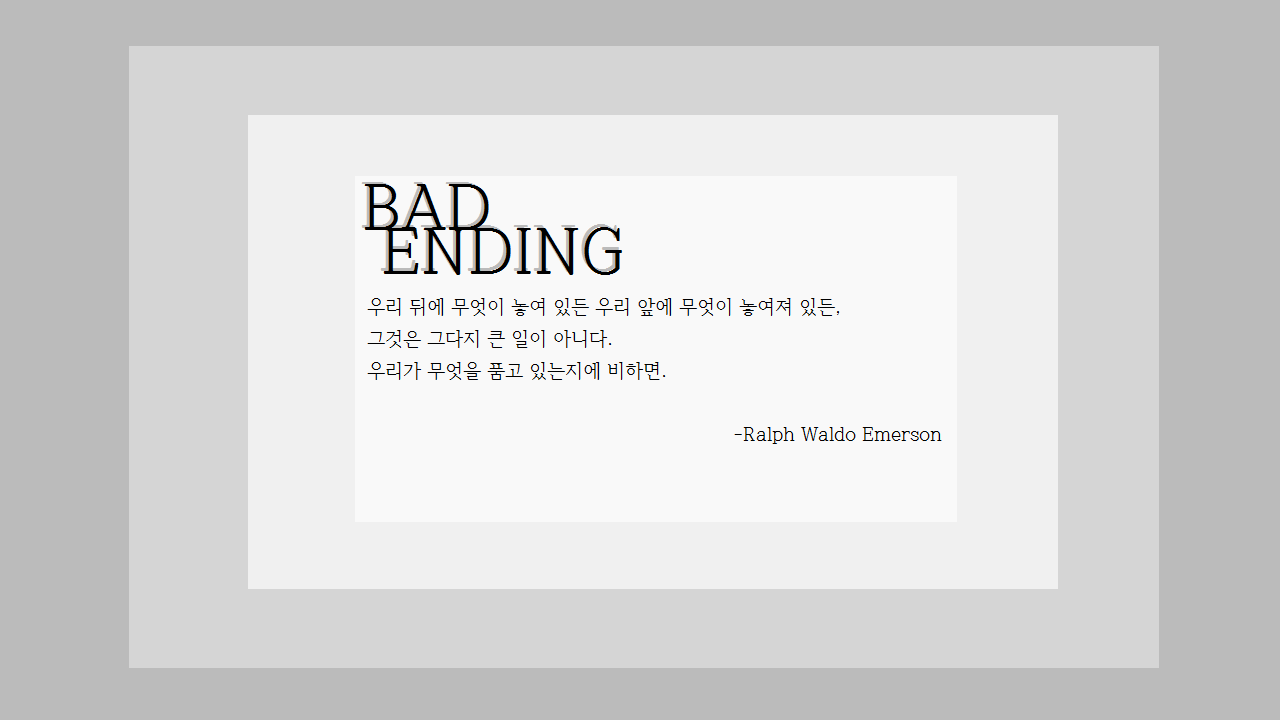 BAD
ENDING
우리 뒤에 무엇이 놓여 있든 우리 앞에 무엇이 놓여져 있든,
그것은 그다지 큰 일이 아니다.
우리가 무엇을 품고 있는지에 비하면.
-Ralph Waldo Emerson